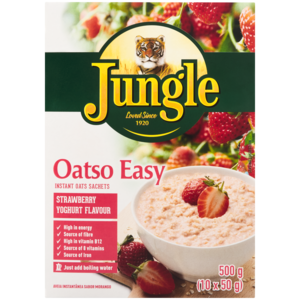 Jungle
Loved Since
1920
Oatso Easy
INSTANT OATS SACHETS
STRAWBERRY
YOGHURT FLAVOUR
High in energy
Source of fibre
High in vitamin B12
Source of 6 vitamins
Source of iron
Just add boiling water
500 g
(10 x 50 g)